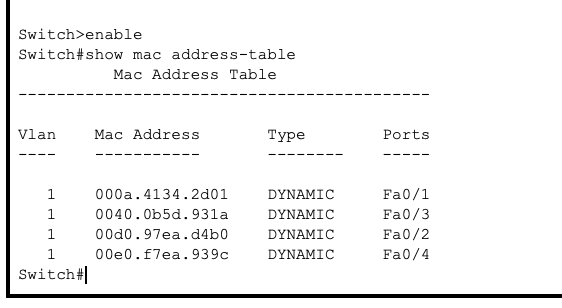 Switch>enable
Switch#show mac address-table
          Mac Address Table
-------------------------------------------

Vlan    Mac Address       Type        Ports
----    -----------       --------    -----

   1    000a.4134.2d01    DYNAMIC     Fa0/1
   1    0040.0b5d.931a    DYNAMIC     Fa0/3
   1    00d0.97ea.d4b0    DYNAMIC     Fa0/2
   1    00e0.f7ea.939c    DYNAMIC     Fa0/4
Switch#